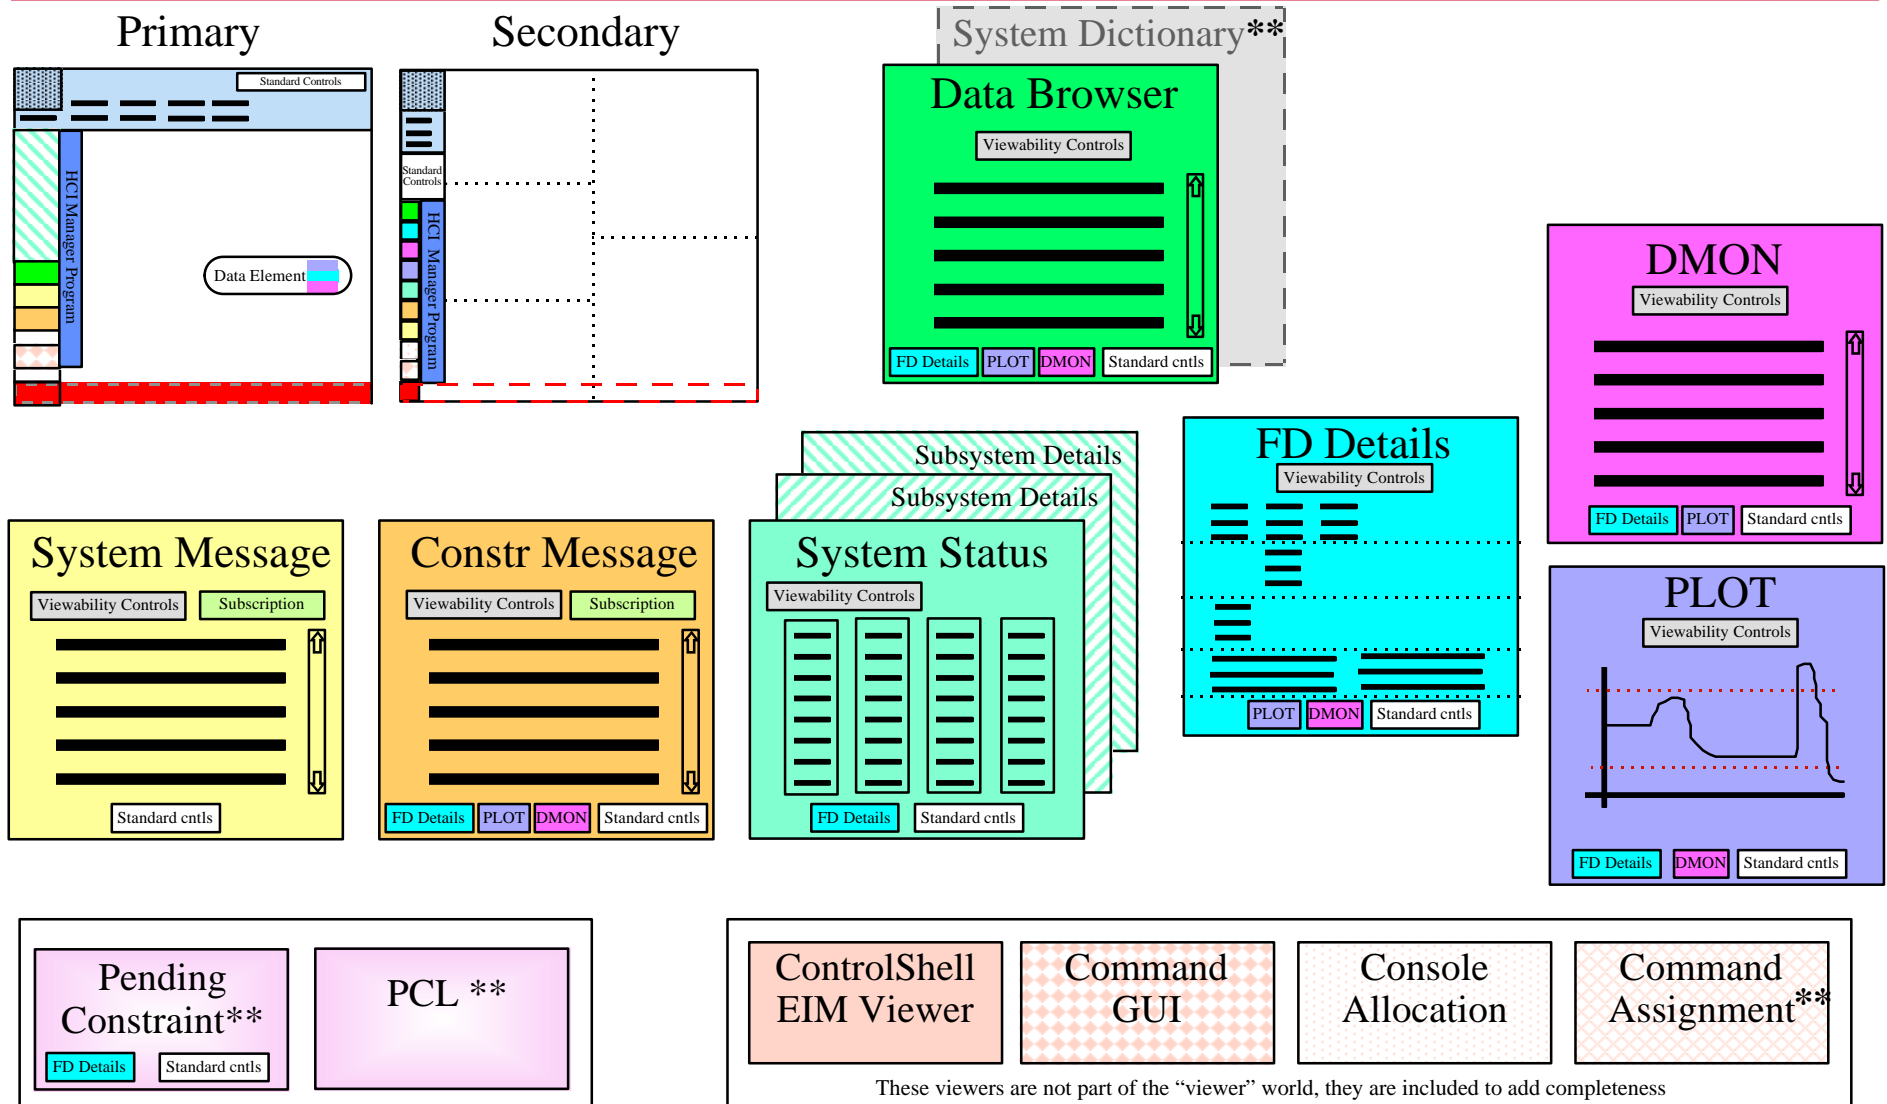 Primary
Secondary
System Dictionary**
Standard Controls
HCI Manager Program
Data Element
Standard
Controls
HCI Manager Program
Data Browser
Viewability Controls
FD Details
PLOT
DMON
Standard cntls
DMON
Viewability Controls
FD Details
PLOT
Standard cntls
Subsystem Details
Subsystem Details
System Status
Viewability Controls
FD Details
Standard cntls
FD Details
Viewability Controls
PLOT
DMON
Standard cntls
System Message
Viewability Controls
Subscription
Standard cntls
Constr Message
Viewability Controls
Subscription
FD Details
PLOT
DMON
Standard cntls
PLOT
Viewability Controls
FD Details
DMON
Standard cntls
Pending
Constraint**
FD Details
Standard cntls
PCL **
ControlShell
EIM Viewer
Command
GUI
Console
Allocation
Command
Assignment**
These viewers are not part of the “viewer” world, they are included to add completeness